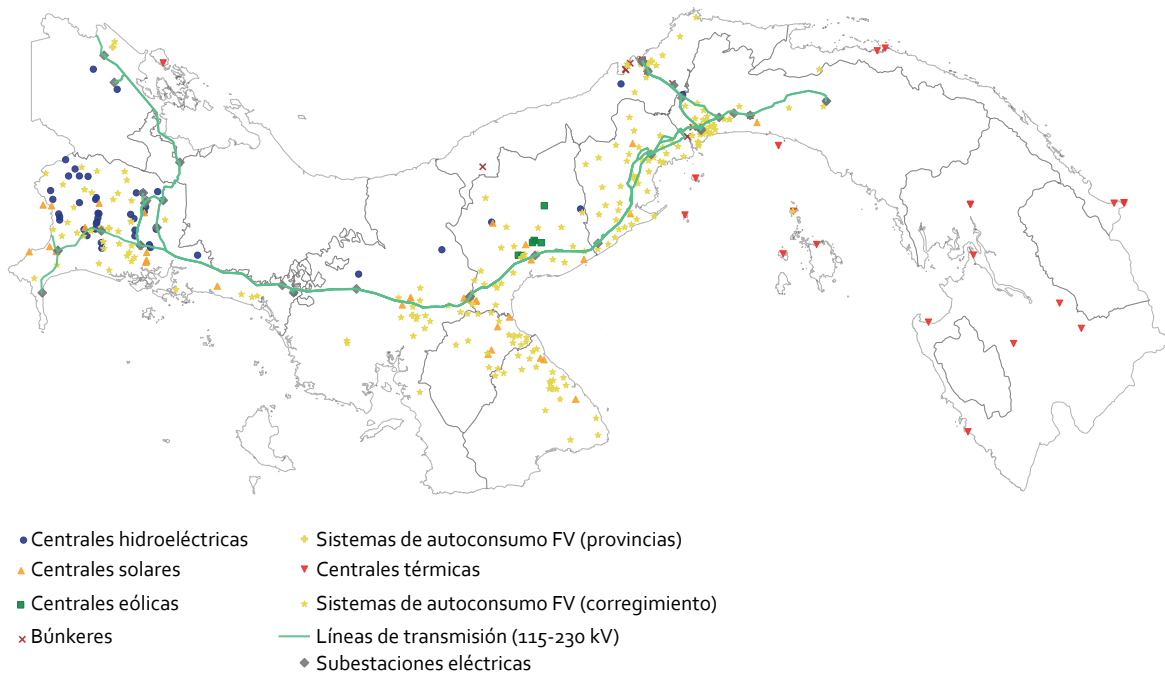 Centrales hidroeléctricas
Centrales solares
Centrales eólicas
Búnkeres
Sistemas de autoconsumo FV (provincias)
Centrales térmicas
Sistemas de autoconsumo FV (corregimiento)
Líneas de transmisión (115-230 kV)
Subestaciones eléctricas